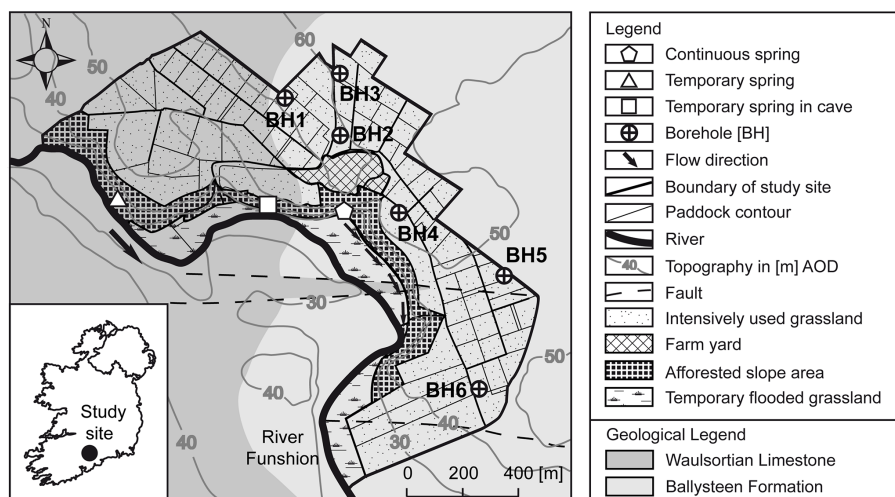 N
60
50
40
BH3
BH1
BH2
BH4
50
BH5
30
50
40
BH6
40
40
30
River
Funshion
Study
site
0 200 400 [m]
Legend
Continuous spring
Temporary spring
Temporary spring in cave
Borehole [BH]
Flow direction
Boundary of study site
Paddock contour
River
40 Topography in [m] AOD
Fault
Intensively used grassland
Farm yard
Afforested slope area
Temporary flooded grassland
Geological Legend
Waulsortian Limestone
Ballysteen Formation